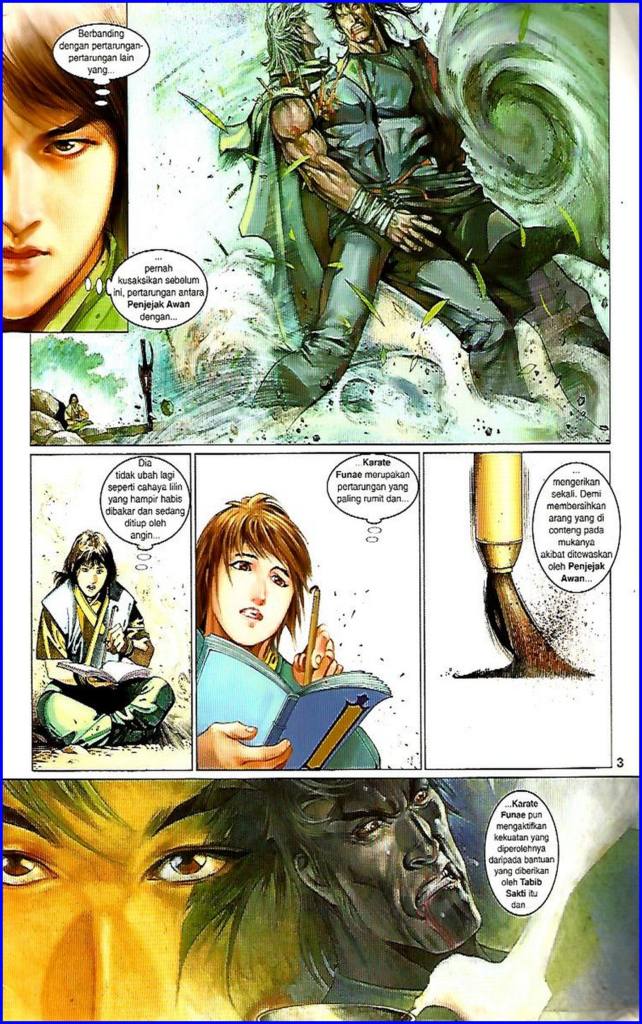 Berbanding
dengan pertarungan-
pertarungan lain
yang...
...
pernah
kusaksikan sebelum
ini, pertarungan antara
Penjejak Awan
dengan...
Dia
tidak ubah lagi
seperti cahaya lilin
yang hampir habis
dibakar dan sedang
ditiup oleh
angin...
...Karate
Funae merupakan
pertarungan yang
paling rumit dan...
...
mengerikan
sekali. Demi
membersihkan
arang yang di
conteng pada
mukanya
akibat ditewaskan
oleh Penjejak
Awan...
3
...Karate
Funae pun
mengaktifkan
kekuatan yang
diperolehnya
daripada bantuan
yang diberikan
oleh Tabib
Sakti itu
dan